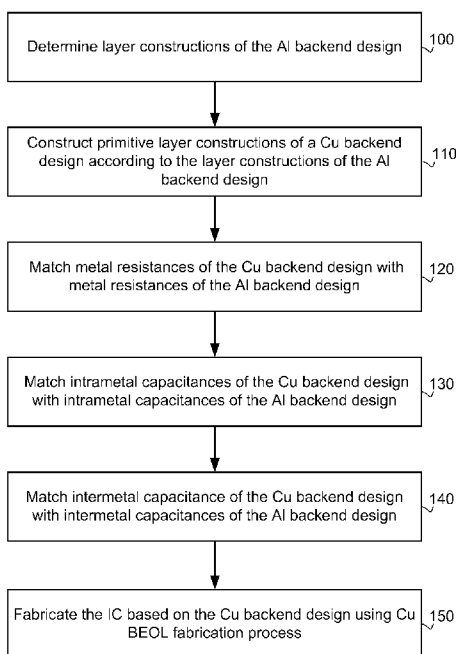 Determine layer constructions of the Al backend design
100
Construct primitive layer constructions of a Cu backend
design according to the layer constructions of the Al
backend design
110
Match metal resistances of the Cu backend design with
metal resistances of the Al backend design
120
Match intrametal capacitances of the Cu backend design
with intrametal capacitances of the Al backend design
130
Match intermetal capacitance of the Cu backend design
with intermetal capacitances of the Al backend design
140
Fabricate the IC based on the Cu backend design using Cu
BEOL fabrication process
150